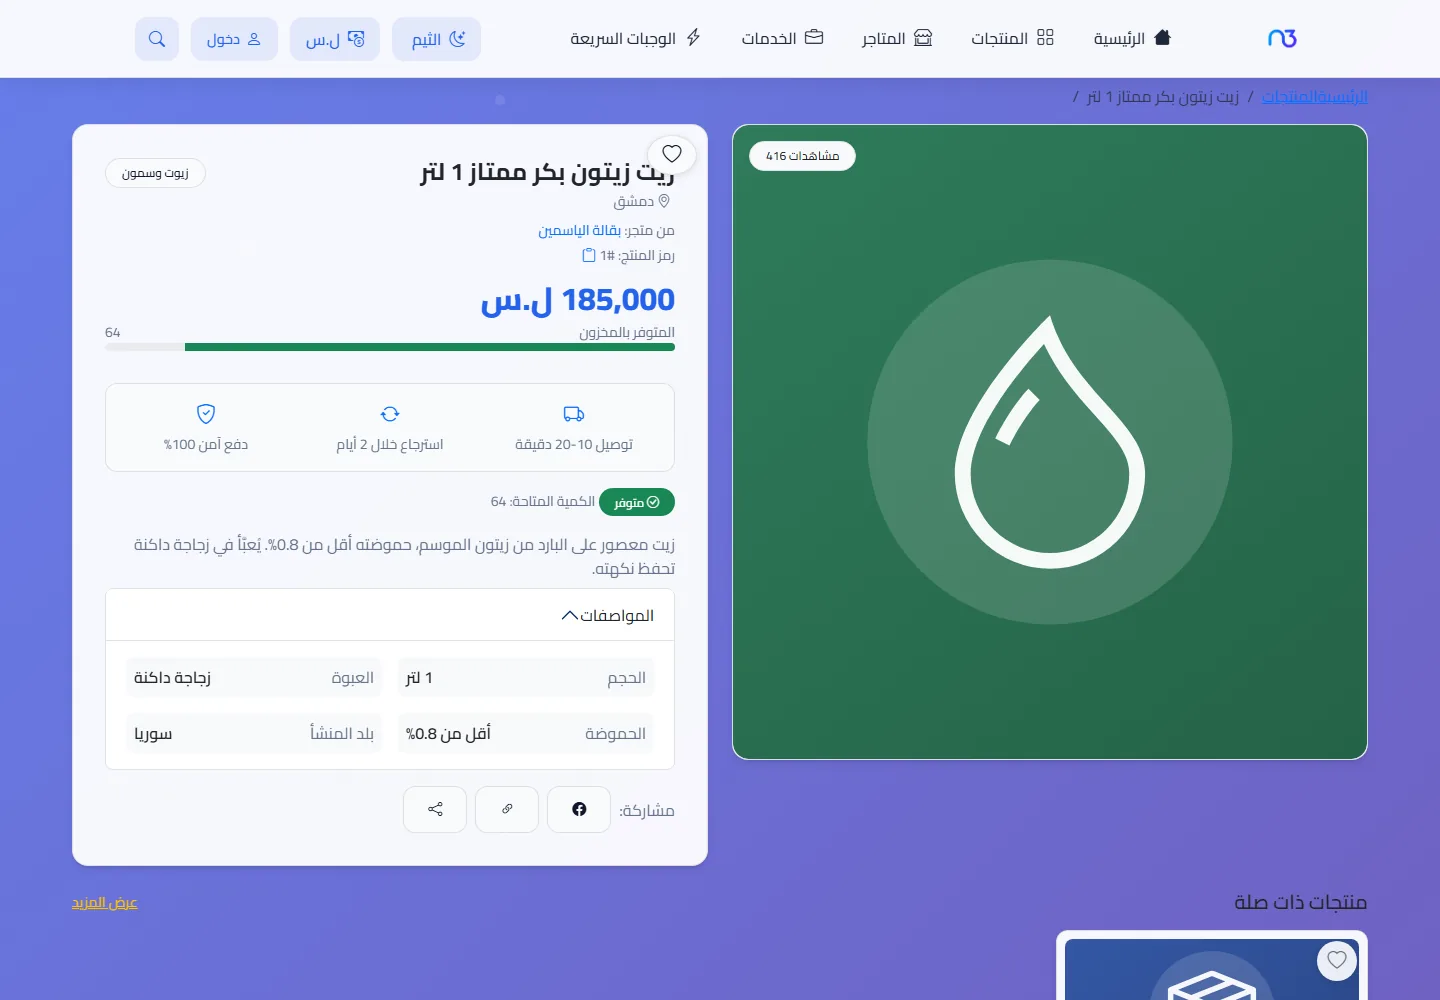 الرئيسية
المنتجات
المتاجر
الخدمات
الوجبات السريعة
الثيم
ل.س
دخول
الرئيسيةالمنتجات / زيت زيتون بكر ممتاز 1 لتر /
مشاهدات 416
زيت زيتون بكر ممتاز 1 لتر
زيوت وسمون
دمشق
من متجر: بقالة الياسمين
رمز المنتج: #1
185,000 ل.س
المتوفر بالمخزون
64
توصيل 10-20 دقيقة
استرجاع خلال 2 أيام
دفع آمن 100%
متوفر
الكمية المتاحة: 64
زيت معصور على البارد من زيتون الموسم، حموضته أقل من 0.8%. يُعبّأ في زجاجة داكنة
تحفظ نكهته.
المواصفات
الحجم
1 لتر
العبوة
زجاجة داكنة
الحموضة
أقل من 0.8%
بلد المنشأ
سوريا
مشاركة:
منتجات ذات صلة
عرض المزيد